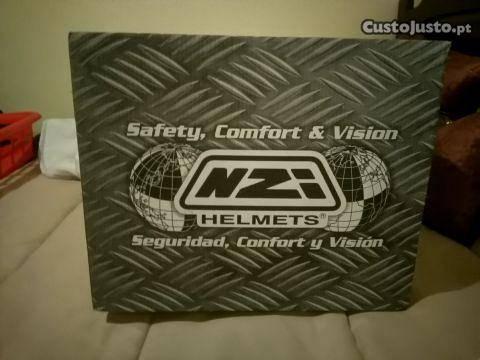 CustoJusto.pt
Safety, Comfort & Vision
NZi
HELMETS®
Seguridad, Confort y Visión